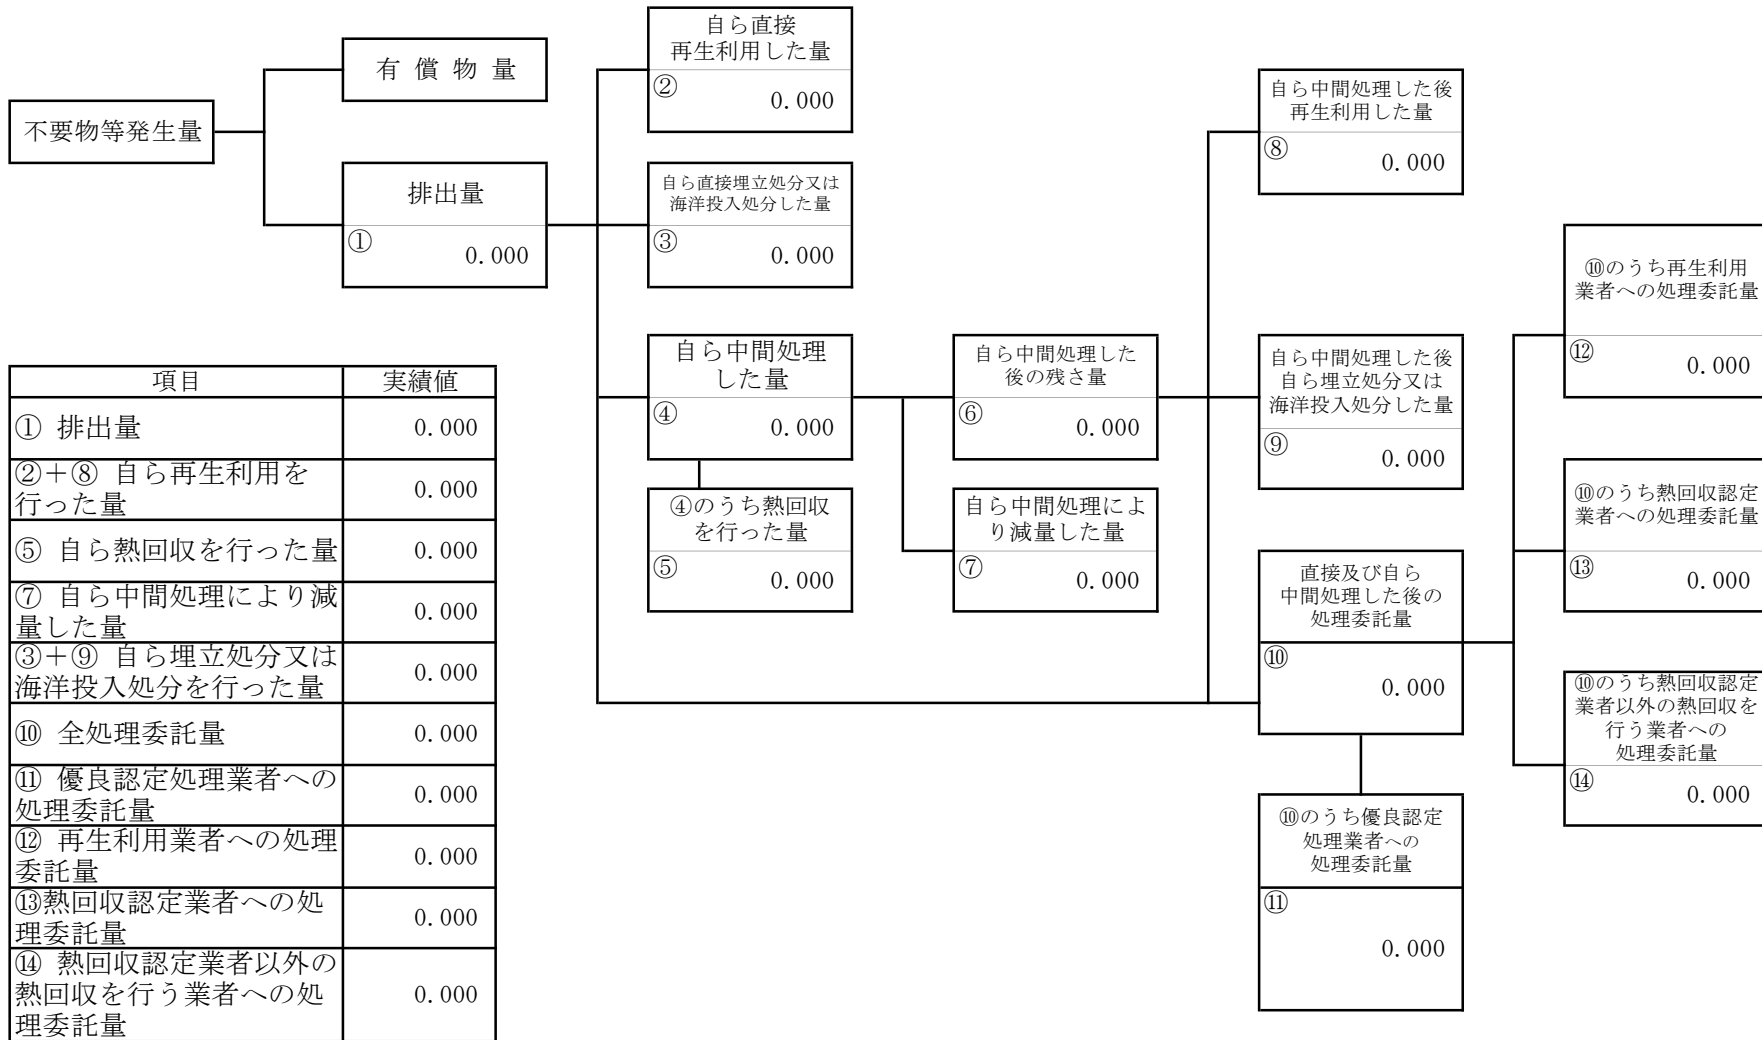 不要物等発生量
有 償 物 量
排出量
①
0.000
自ら直接
再生利用した量
②
0.000
自ら直接埋立処分又は
海洋投入処分した量
③
0.000
自ら中間処理
した量
④
0.000
④のうち熱回収
を行った量
⑤
0.000
自ら中間処理した
後の残さ量
⑥
0.000
自ら中間処理によ
り減量した量
⑦
0.000
自ら中間処理した後
再生利用した量
⑧
0.000
自ら中間処理した後
自ら埋立処分又は
海洋投入処分した量
⑨
0.000
直接及び自ら
中間処理した後の
処理委託量
⑩
0.000
⑩のうち優良認定
処理業者への
処理委託量
⑪
0.000
⑩のうち再生利用
業者への処理委託量
⑫
0.000
⑩のうち熱回収認定
業者への処理委託量
⑬
0.000
⑩のうち熱回収認定
業者以外の熱回収を
行う業者への
処理委託量
⑭
0.000
項目 実績値
① 排出量 0.000
②＋⑧ 自ら再生利用を
行った量
0.000
⑤ 自ら熱回収を行った量 0.000
⑦ 自ら中間処理により減
量した量
0.000
③＋⑨ 自ら埋立処分又は
海洋投入処分を行った量
0.000
⑩ 全処理委託量 0.000
⑪ 優良認定処理業者への
処理委託量
0.000
⑫ 再生利用業者への処理
委託量
0.000
⑬熱回収認定業者への処
理委託量
0.000
⑭ 熱回収認定業者以外の
熱回収を行う業者への処
理委託量
0.000